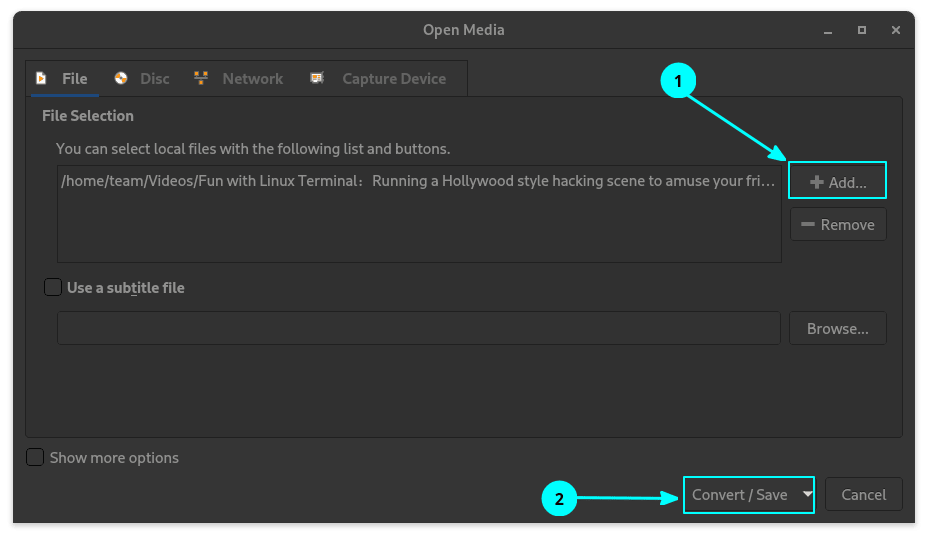 Open Media
File Disc Network Capture Device
1
File Selection
You can select local files with the following list and buttons.
/home/team/Videos/Fun with Linux Terminal: Running a Hollywood style hacking scene to amuse your fri...
Add...
Remove
Use a subtitle file
Browse...
Show more options
2
Convert / Save
Cancel